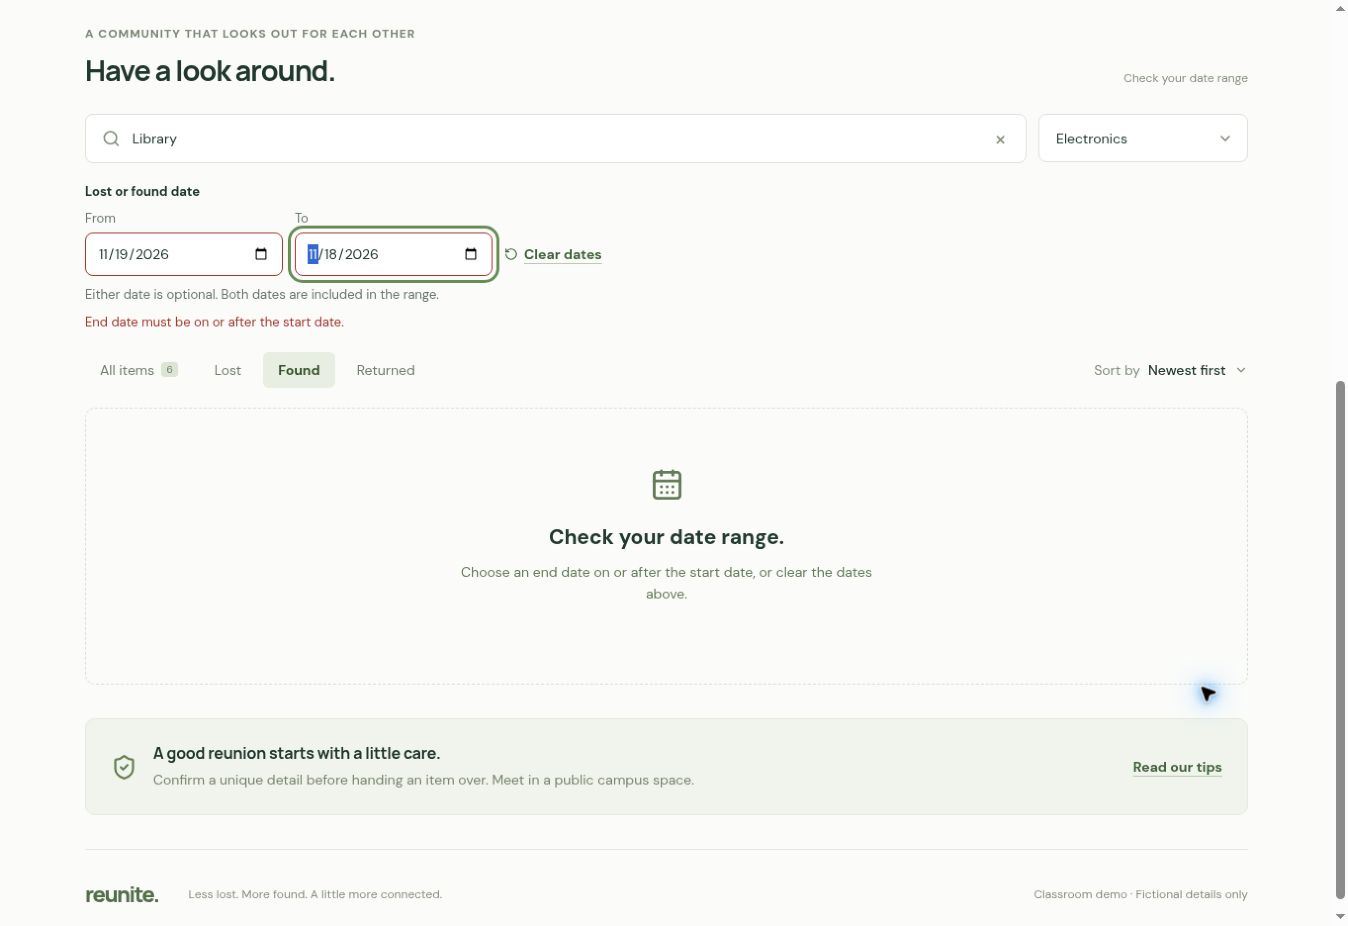 A COMMUNITY THAT LOOKS OUT FOR EACH OTHER
Have a look around.
Check your date range
Library
Electronics
Lost or found date
From
To
11/19/2026
11/18/2026
Clear dates
Either date is optional. Both dates are included in the range.
End date must be on or after the start date.
All items 6
Lost
Found
Returned
Sort by Newest first
Check your date range.
Choose an end date on or after the start date, or clear the dates
above.
A good reunion starts with a little care.
Confirm a unique detail before handing an item over. Meet in a public campus space.
Read our tips
reunite.
Less lost. More found. A little more connected.
Classroom demo · Fictional details only